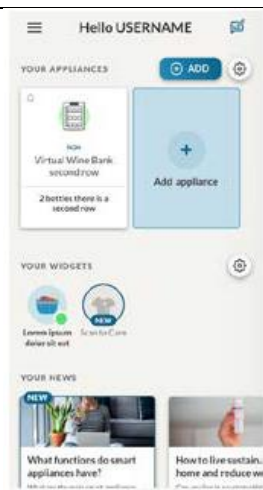 Hello USERNAME
YOUR APPLIANCES
ADD
Virtual Wine Bank
second row
2 bottles there is a
second row
Add appliance
YOUR WIDGETS
Lorem ipsum
dolor sit est
Scan to Care
NEW
YOUR NEWS
NEW
What functions do smart
appliances have?
How to live sustain..
home and reduce w